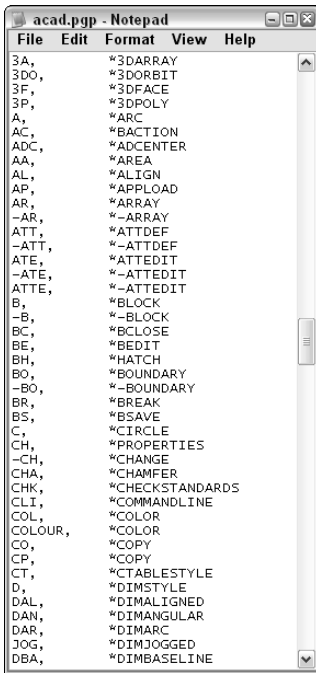 acad.pgp - Notepad
File Edit Format View Help
3A, *3DARRAY
3DO, *3DORBIT
3F, *3DFACE
3P, *3DPOLY
A, *ARC
AC, *BACTION
ADC, *ADCENTER
AA, *AREA
AL, *ALIGN
AP, *APPLOAD
AR, *ARRAY
-AR, *-ARRAY
ATT, *ATTDEF
-ATT, *-ATTDEF
ATE, *ATTEDIT
-ATE, *-ATTEDIT
ATTE, *-ATTEDIT
B, *BLOCK
-B, *-BLOCK
BC, *BCLOSE
BE, *BEDIT
BH, *HATCH
BO, *BOUNDARY
-BO, *-BOUNDARY
BR, *BREAK
BS, *BSAVE
C, *CIRCLE
CH, *PROPERTIES
-CH, *CHANGE
CHA, *CHAMFER
CHK, *CHECKSTANDARDS
CLI, *COMMANDLINE
COL, *COLOR
COLOUR, *COLOR
CO, *COPY
CP, *COPY
CT, *CTABLESTYLE
D, *DIMSTYLE
DAL, *DIMALIGNED
DAN, *DIMANGULAR
DAR, *DIMARC
JOG, *DIMJOGGED
DBA, *DIMBASELINE